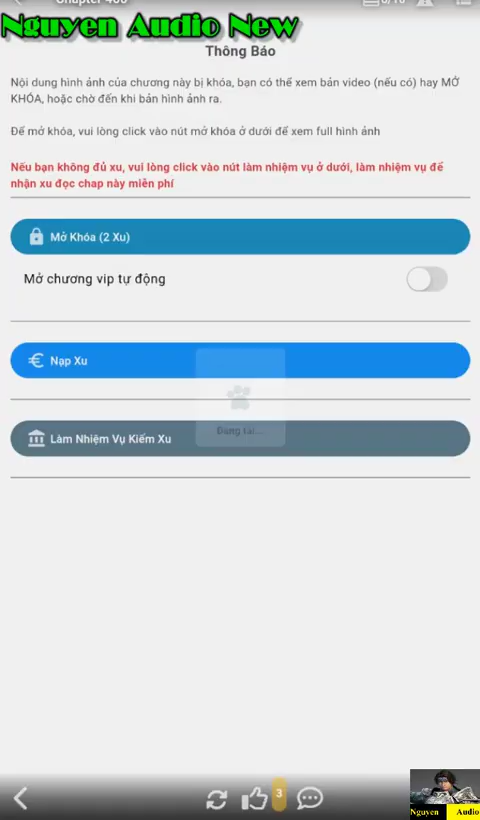 Nguyen Audio New
Thông Báo
Nội dung hình ảnh của chương này bị khóa, bạn có thể xem bản video (nếu có) hay MỞ
KHÓA, hoặc chờ đến khi bản hình ảnh ra.
Để mở khóa, vui lòng click vào nút mở khóa ở dưới để xem full hình ảnh
Nếu bạn không đủ xu, vui lòng click vào nút làm nhiệm vụ ở dưới, làm nhiệm vụ để
nhận xu đọc chap này miễn phí
Mở Khóa (2 Xu)
Mở chương vip tự động
Nạp Xu
Đang tải...
Làm Nhiệm Vụ Kiếm Xu
3
Nguyen Audio